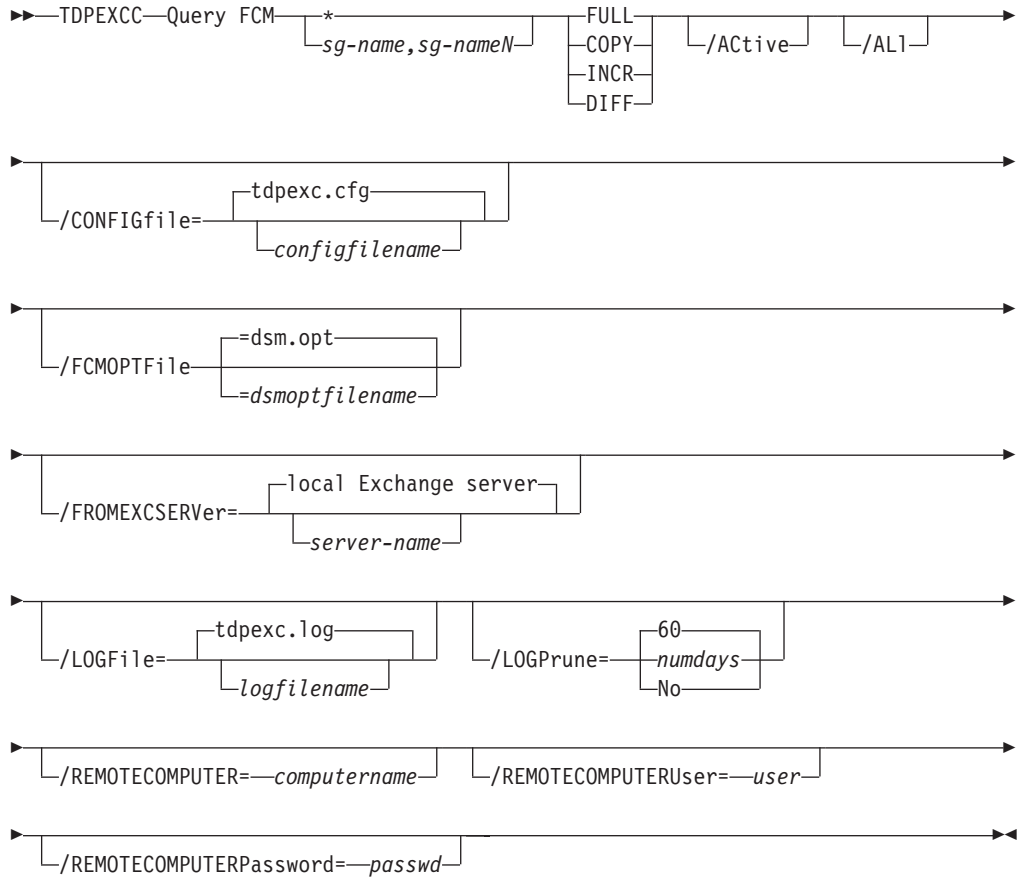 TDPEXCC Query FCM * FULL /ACtive /ALl
sg-name,sg-nameN COPY
INCR
DIFF
tdpexc.cfg
/CONFIGfile=
configfilename
=dsm.opt
/FCMOPTFile
=dsmoptfilename
local Exchange server
/FROMEXCSERVer=
server-name
tdpexc.log 60
/LOGFile= /LOGPrune= numdays
logfilename No
/REMOTECOMPUTER= computername /REMOTECOMPUTERUser= user
/REMOTECOMPUTERPassword= passwd